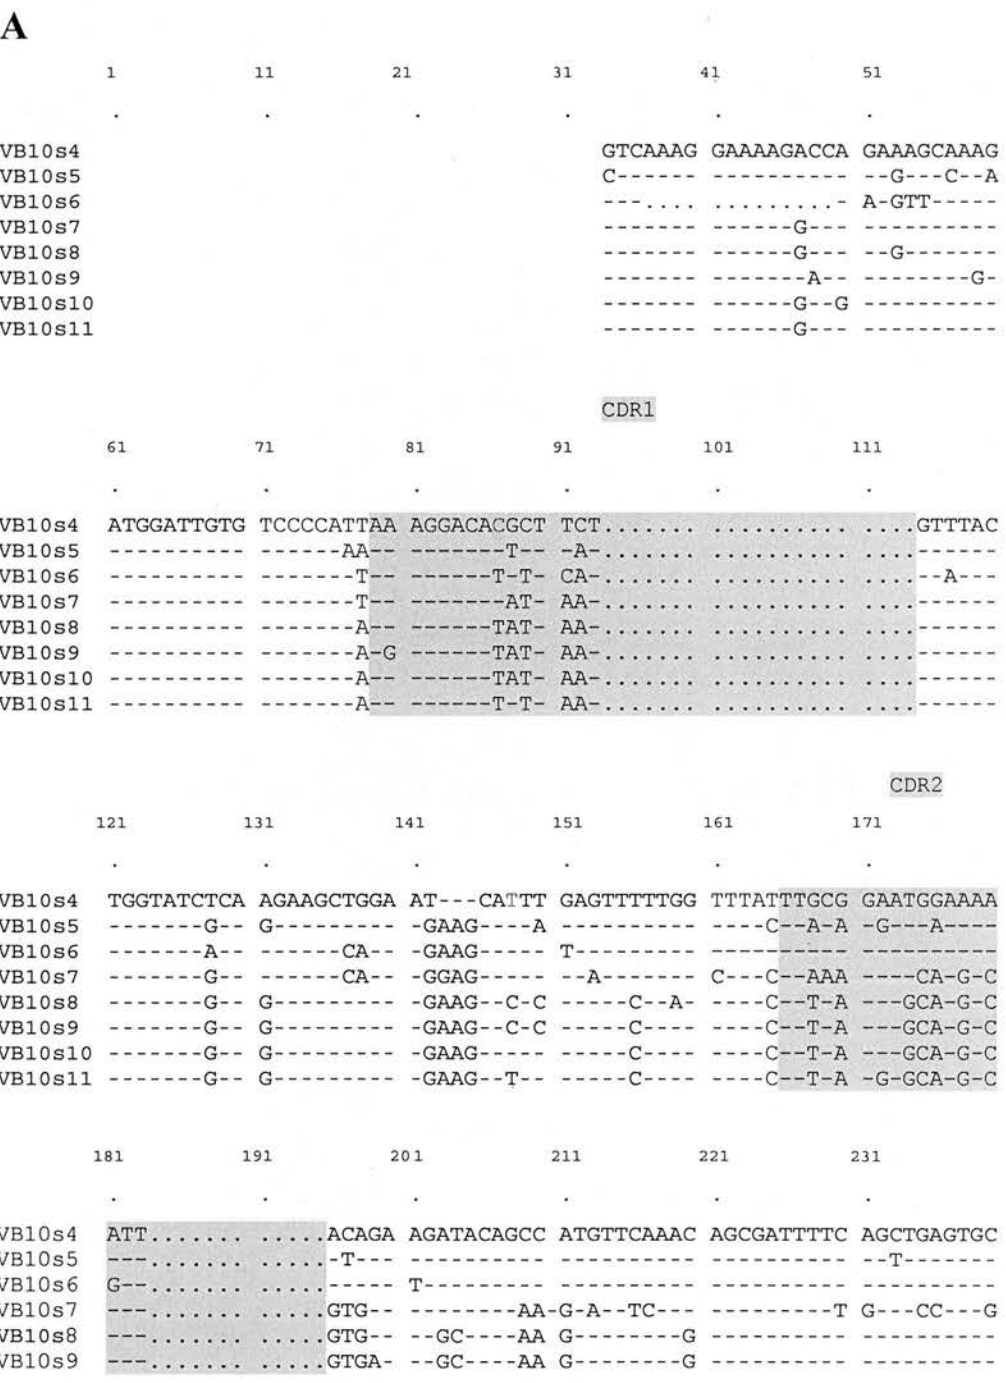 A
1 11 21 31 41 51
. . . . . .
VB10s4 GTCAAAG GAAAAGACCA GAAAGCAAAG
VB10s5 C------ ---------- --G---C--A
VB10s6 ---.... .........- A-GTT-----
VB10s7 ------- ------G--- ----------
VB10s8 ------- ------G--- --G-------
VB10s9 ------- -------A-- --------G-
VB10s10 ------- ------G--G ----------
VB10s11 ------- ------G--- ----------
CDR1
61 71 81 91 101 111
. . . . . .
VB10s4 ATGGATTGTG TCCCCATTAA AGGACACGCT TCT....... .......... ....GTTTAC
VB10s5 ---------- ------AA-- -------T-- -A-....... .......... ....------
VB10s6 ---------- -------T-- ------T-T- CA-....... .......... ....--A---
VB10s7 ---------- -------T-- -------AT- AA-....... .......... ....------
VB10s8 ---------- -------A-- ------TAT- AA-....... .......... ....------
VB10s9 ---------- -------A-G ------TAT- AA-....... .......... ....------
VB10s10 ---------- -------A-- ------TAT- AA-....... .......... ....------
VB10s11 ---------- -------A-- ------T-T- AA-....... .......... ....------
CDR2
121 131 141 151 161 171
. . . . . .
VB10s4 TGGTATCTCA AGAAGCTGGA AT---CATTT GAGTTTTTGG TTTATTTGCG GAATGGAAAA
VB10s5 -------G-- G--------- -GAAG----A ---------- ----C--A-A -G---A----
VB10s6 -------A-- ------CA-- -GAAG----- T--------- ---------- ----------
VB10s7 -------G-- ------CA-- -GGAG----- --A------- C---C--AAA ----CA-G-C
VB10s8 -------G-- G--------- -GAAG--C-C -----C--A- ----C--T-A ---GCA-G-C
VB10s9 -------G-- G--------- -GAAG--C-C -----C---- ----C--T-A ---GCA-G-C
VB10s10 -------G-- G--------- -GAAG----- -----C---- ----C--T-A ---GCA-G-C
VB10s11 -------G-- G--------- -GAAG--T-- -----C---- ----C--T-A -G-GCA-G-C
181 191 201 211 221 231
. . . . . .
VB10s4 ATT....... .....ACAGA AGATACAGCC ATGTTCAAAC AGCGATTTTC AGCTGAGTGC
VB10s5 ---....... .....-T--- ---------- ---------- ---------- --T-------
VB10s6 G--....... .....----- T--------- ---------- ---------- ----------
VB10s7 ---....... .....GTG-- -------AA- G-A--TC--- --------T- G---CC---G
VB10s8 ---....... .....GTG-- --GC----AA G-------G- ---------- ----------
VB10s9 ---....... .....GTGA- --GC----AA G-------G- ---------- ----------